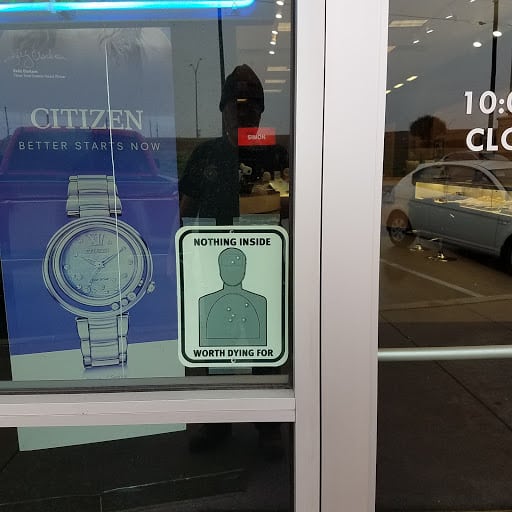 CITIZEN
BETTER STARTS NOW
NOTHING INSIDE
WORTH DYING FOR
10:0
CLO